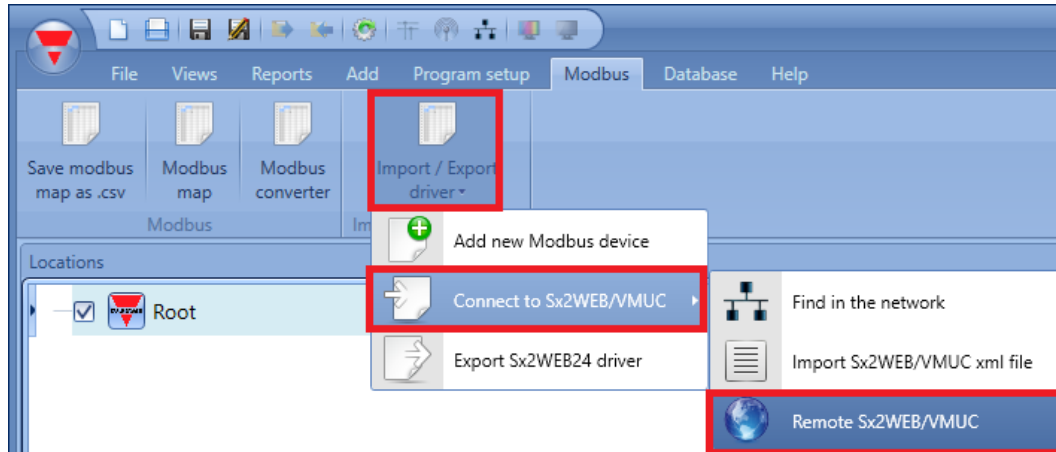 File Views Reports Add Program setup Modbus Database Help
Save modbus map as .csv
Modbus map
Modbus converter
Import / Export driver
Modbus
Im
Add new Modbus device
Locations
Connect to Sx2WEB/VMUC
Find in the network
Root
Export Sx2WEB24 driver
Import Sx2WEB/VMUC xml file
Remote Sx2WEB/VMUC